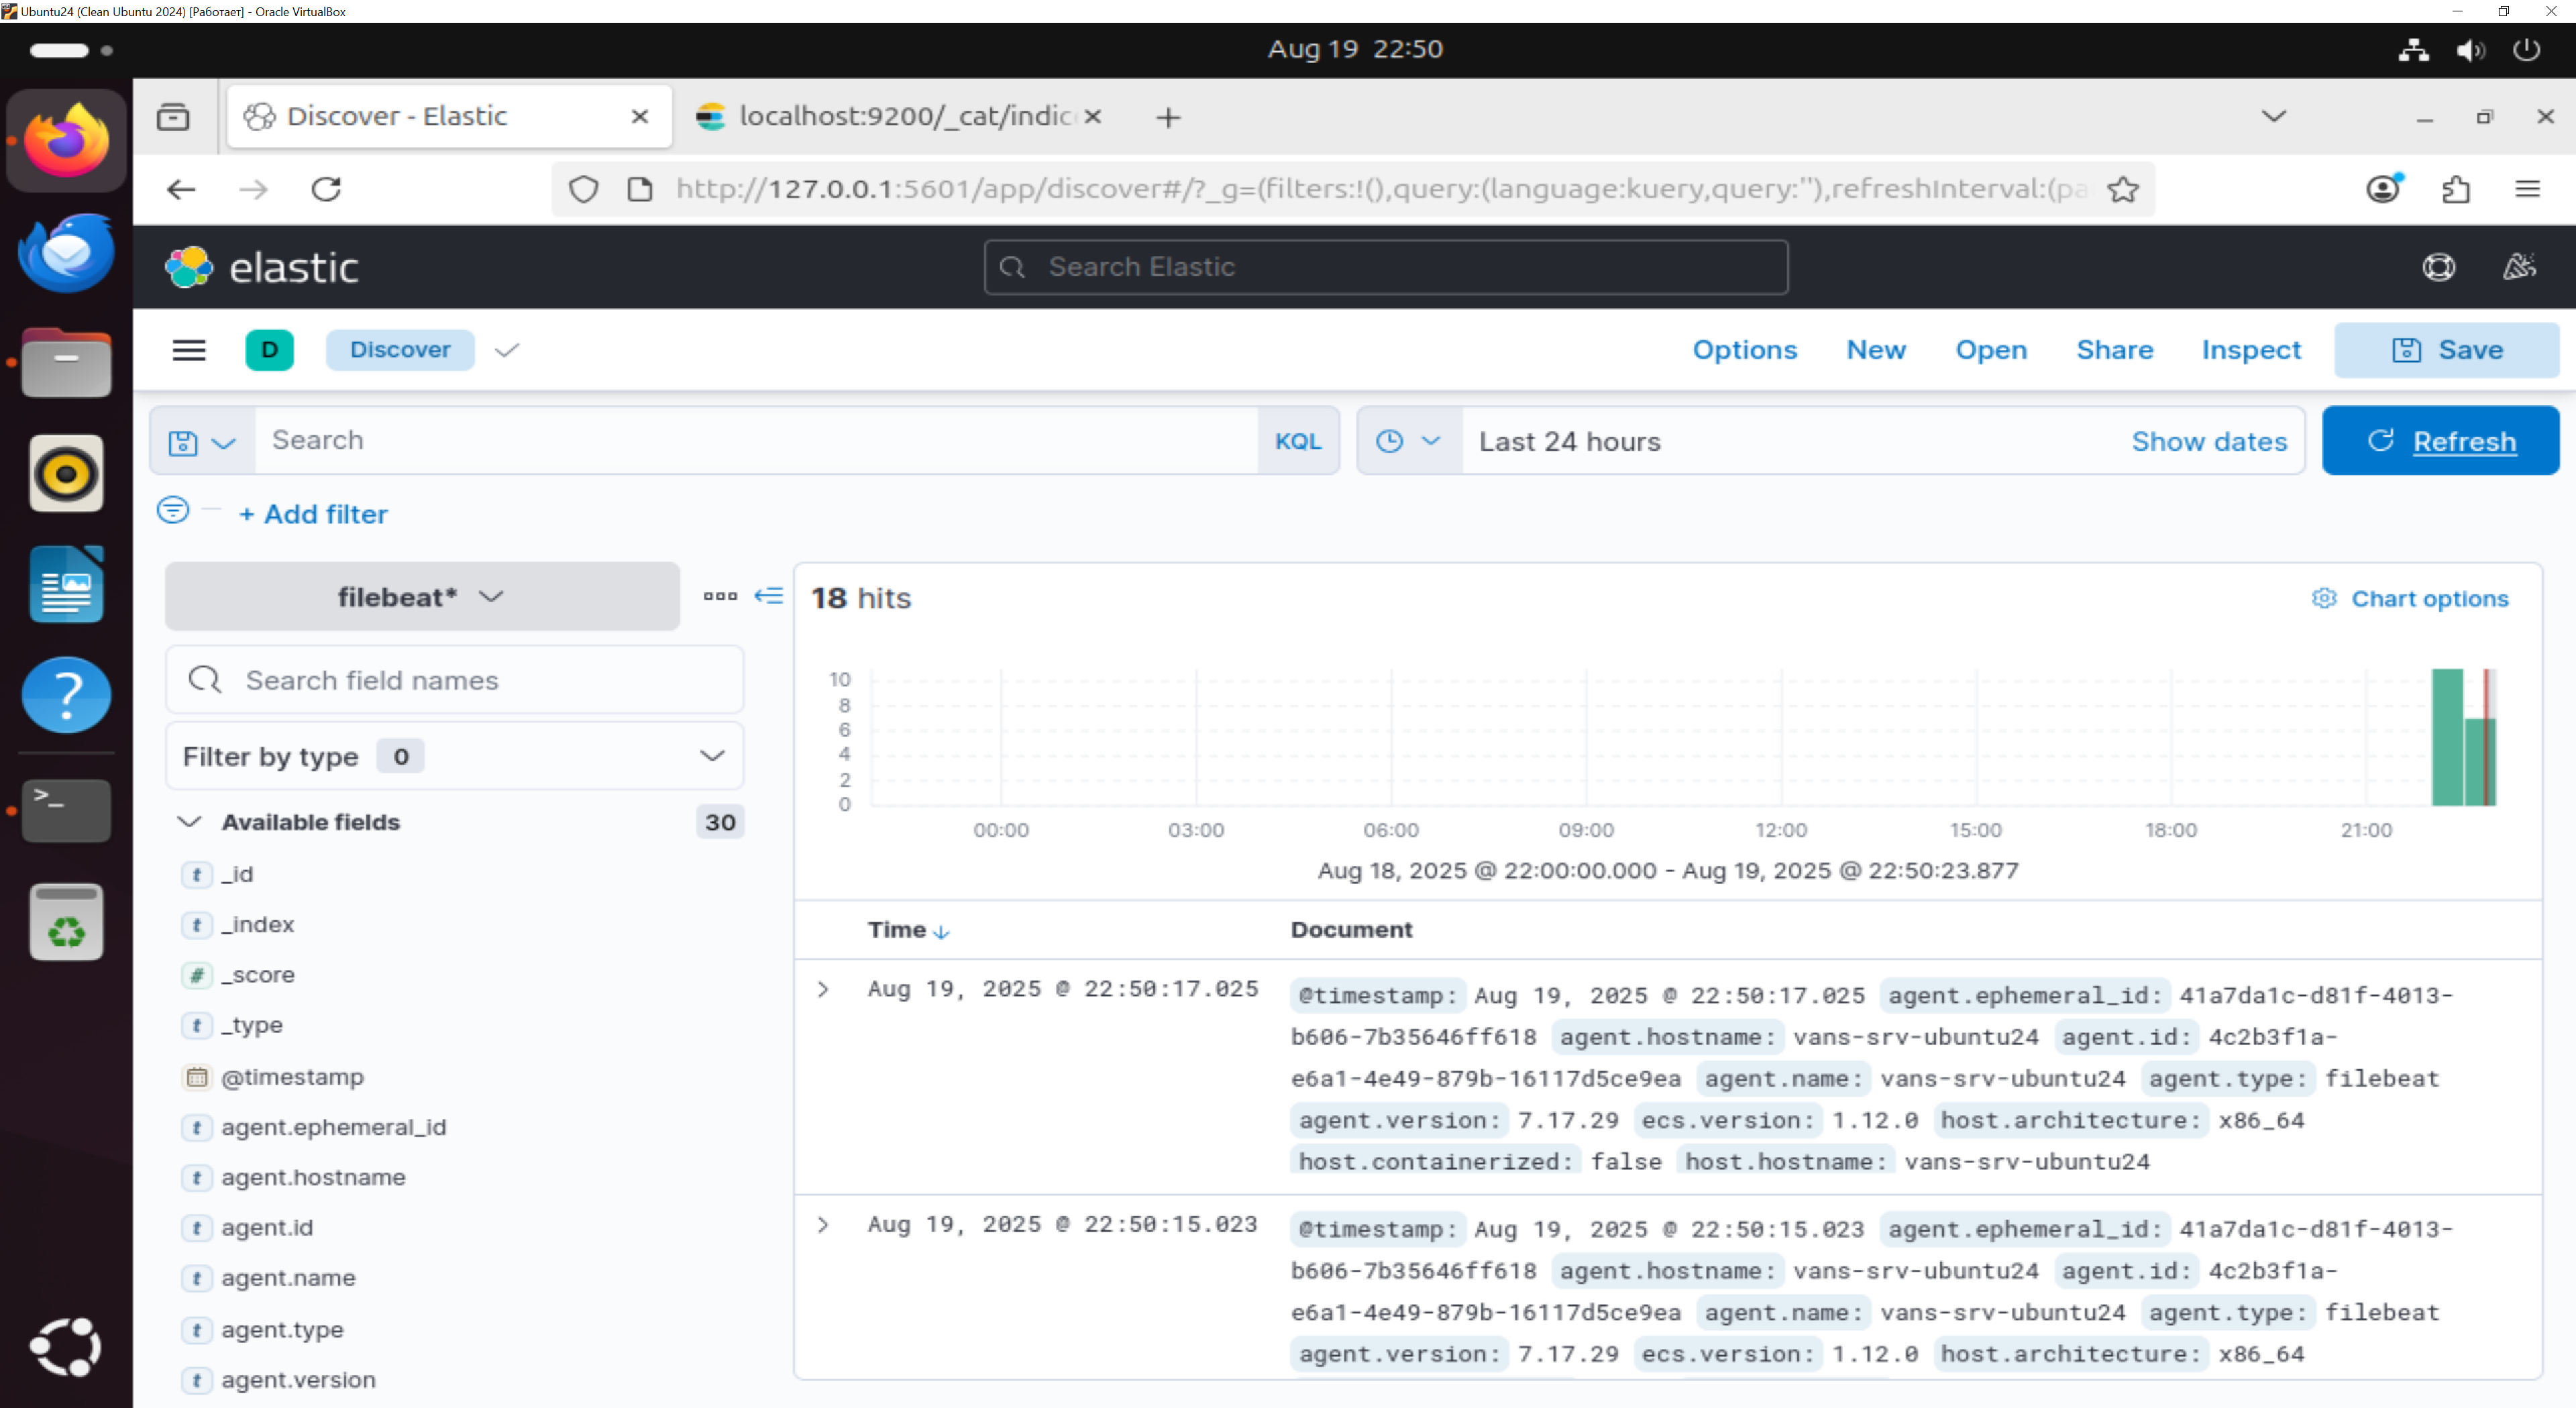 Ubuntu24 (Clean Ubuntu 2024) [Работает] - Oracle VirtualBox
Aug 19 22:50
Discover - Elastic
localhost:9200/_cat/indic
http://127.0.0.1:5601/app/discover#/?_g=(filters:!(),query:(language:kuery,query:''),refreshInterval:(pa
elastic
Search Elastic
D
Discover
Options
New
Open
Share
Inspect
Save
Search
KQL
Last 24 hours
Show dates
Refresh
+ Add filter
filebeat*
Search field names
Filter by type 0
Available fields 30
t _id
t _index
# _score
t _type
@timestamp
t agent.ephemeral_id
t agent.hostname
t agent.id
t agent.name
t agent.type
t agent.version
18 hits
Chart options
10
8
6
4
2
0
00:00 03:00 06:00 09:00 12:00 15:00 18:00 21:00
Aug 18, 2025 @ 22:00:00.000 - Aug 19, 2025 @ 22:50:23.877
Time Document
Aug 19, 2025 @ 22:50:17.025
@timestamp: Aug 19, 2025 @ 22:50:17.025 agent.ephemeral_id: 41a7da1c-d81f-4013-
b606-7b35646ff618 agent.hostname: vans-srv-ubuntu24 agent.id: 4c2b3f1a-
e6a1-4e49-879b-16117d5ce9ea agent.name: vans-srv-ubuntu24 agent.type: filebeat
agent.version: 7.17.29 ecs.version: 1.12.0 host.architecture: x86_64
host.containerized: false host.hostname: vans-srv-ubuntu24
Aug 19, 2025 @ 22:50:15.023
@timestamp: Aug 19, 2025 @ 22:50:15.023 agent.ephemeral_id: 41a7da1c-d81f-4013-
b606-7b35646ff618 agent.hostname: vans-srv-ubuntu24 agent.id: 4c2b3f1a-
e6a1-4e49-879b-16117d5ce9ea agent.name: vans-srv-ubuntu24 agent.type: filebeat
agent.version: 7.17.29 ecs.version: 1.12.0 host.architecture: x86_64